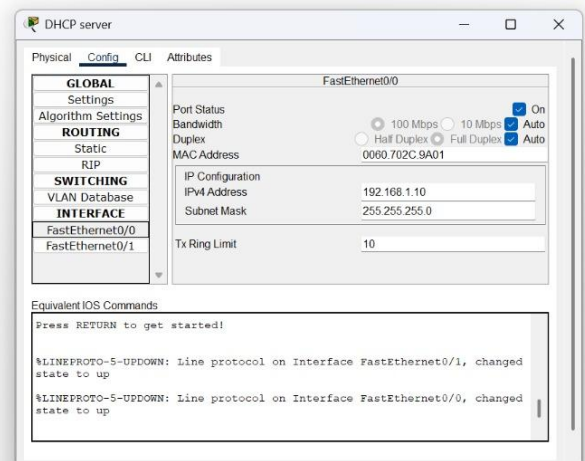 DHCP server
Physical Config CLI Attributes
GLOBAL
Settings
Algorithm Settings
ROUTING
Static
RIP
SWITCHING
VLAN Database
INTERFACE
FastEthernet0/0
FastEthernet0/1
FastEthernet0/0
Port Status On
Bandwidth 100 Mbps 10 Mbps Auto
Duplex Half Duplex Full Duplex Auto
MAC Address 0060.702C.9A01
IP Configuration
IPv4 Address 192.168.1.10
Subnet Mask 255.255.255.0
Tx Ring Limit 10
Equivalent IOS Commands
Press RETURN to get started!
%LINEPROTO-5-UPDOWN: Line protocol on Interface FastEthernet0/1, changed
state to up
%LINEPROTO-5-UPDOWN: Line protocol on Interface FastEthernet0/0, changed
state to up